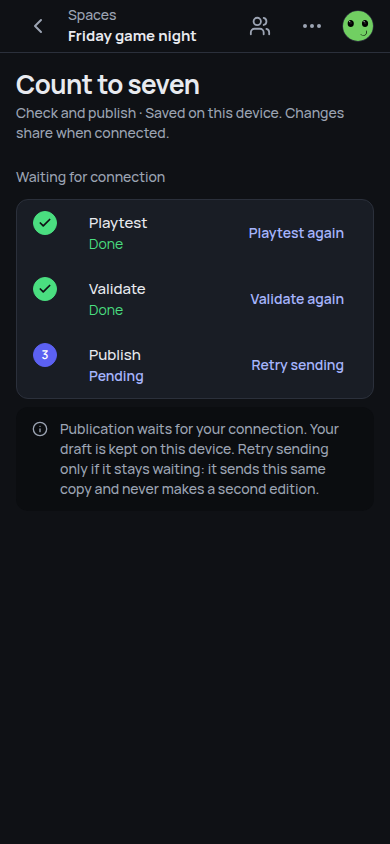 Spaces
Friday game night
Count to seven
Check and publish · Saved on this device. Changes
share when connected.
Waiting for connection
Playtest
Done
Playtest again
Validate
Done
Validate again
3
Publish
Pending
Retry sending
Publication waits for your connection. Your
draft is kept on this device. Retry sending
only if it stays waiting: it sends this same
copy and never makes a second edition.